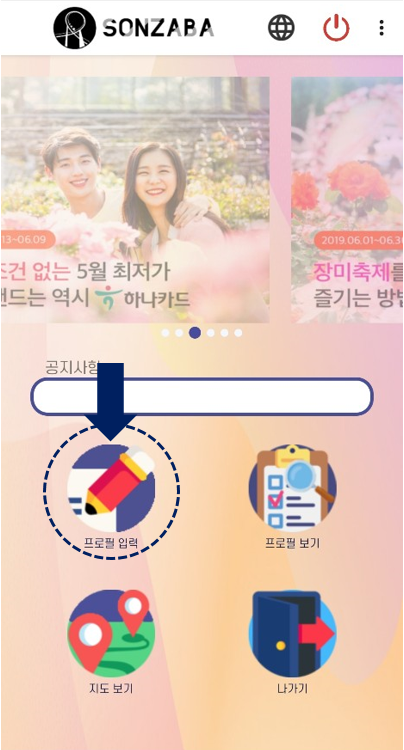 SONZABA
13~06.09
조건 없는 5월 최저가
랜드는 역시 하나카드
2019.06.01~06.30
장미축제를
즐기는 방법
공지사항
프로필 입력
프로필 보기
지도 보기
나가기